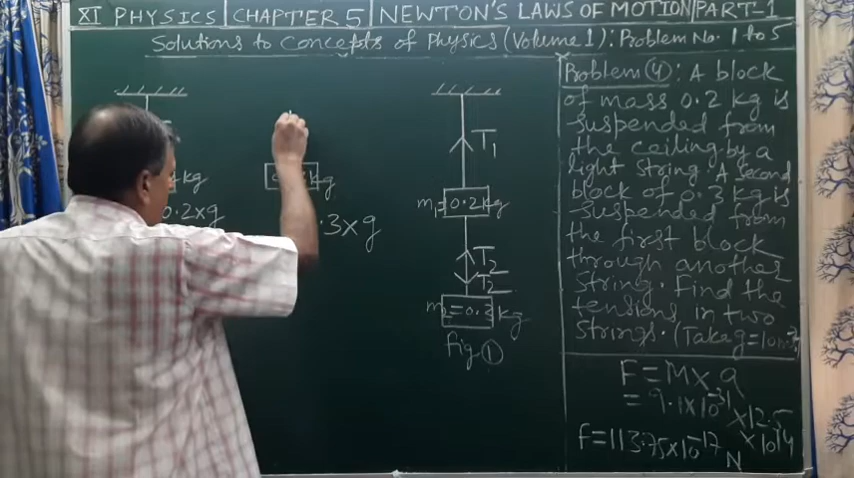 XI PHYSICS | CHAPTER 5 | NEWTON'S LAWS OF MOTION | PART-1
Solutions to Concepts of Physics (Volume 1): Problem No. 1 to 5
Problem (4): A block
of mass 0.2 kg is
suspended from
the ceiling by a
light string. A second
block of 0.3 kg is
suspended from
the first block
through another
string. Find the
tensions in two
strings. (Take g=10m
kg
0.2xg
kg
.3xg
T1
m1=0.2kg
T2
T2
m2=0.3kg
fig (1)
F=Mxa
=9.1x10-31 x12.5
x10 14
f=113.75x10-17 N